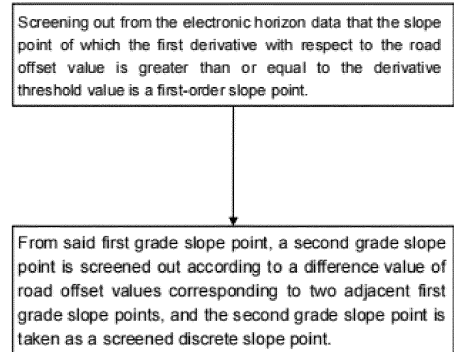 Screening out from the electronic horizon data that the slope
point of which the first derivative with respect to the road
offset value is greater than or equal to the derivative
threshold value is a first-order slope point.
From said first grade slope point, a second grade slope
point is screened out according to a difference value of
road offset values corresponding to two adjacent first
grade slope points, and the second grade slope point is
taken as a screened discrete slope point.